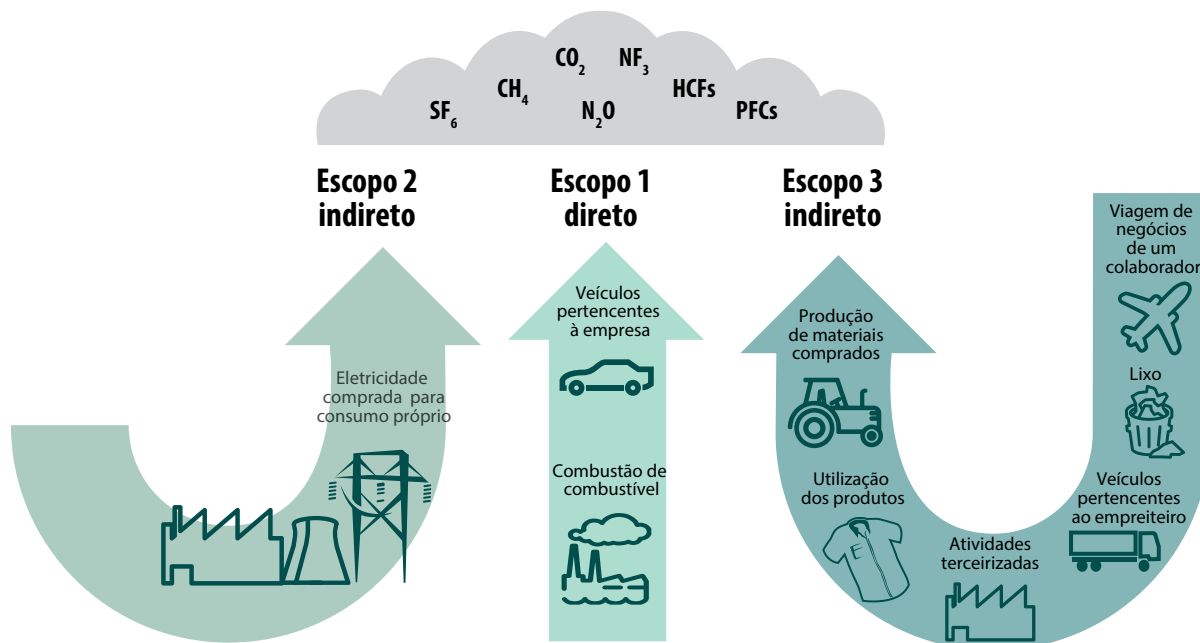 CO₂ NF₃
CH₄ HCFs
SF₆ N₂O PFCs
Escopo 2
indireto
Escopo 1
direto
Escopo 3
indireto
Eletricidade
comprada para
consumo próprio
Veículos
pertencentes
à empresa
Combustão de
combustível
Produção
de materiais
comprados
Utilização
dos produtos
Atividades
terceirizadas
Viagem de
negócios
de um
colaborador
Lixo
Veículos
pertencentes
ao empreiteiro